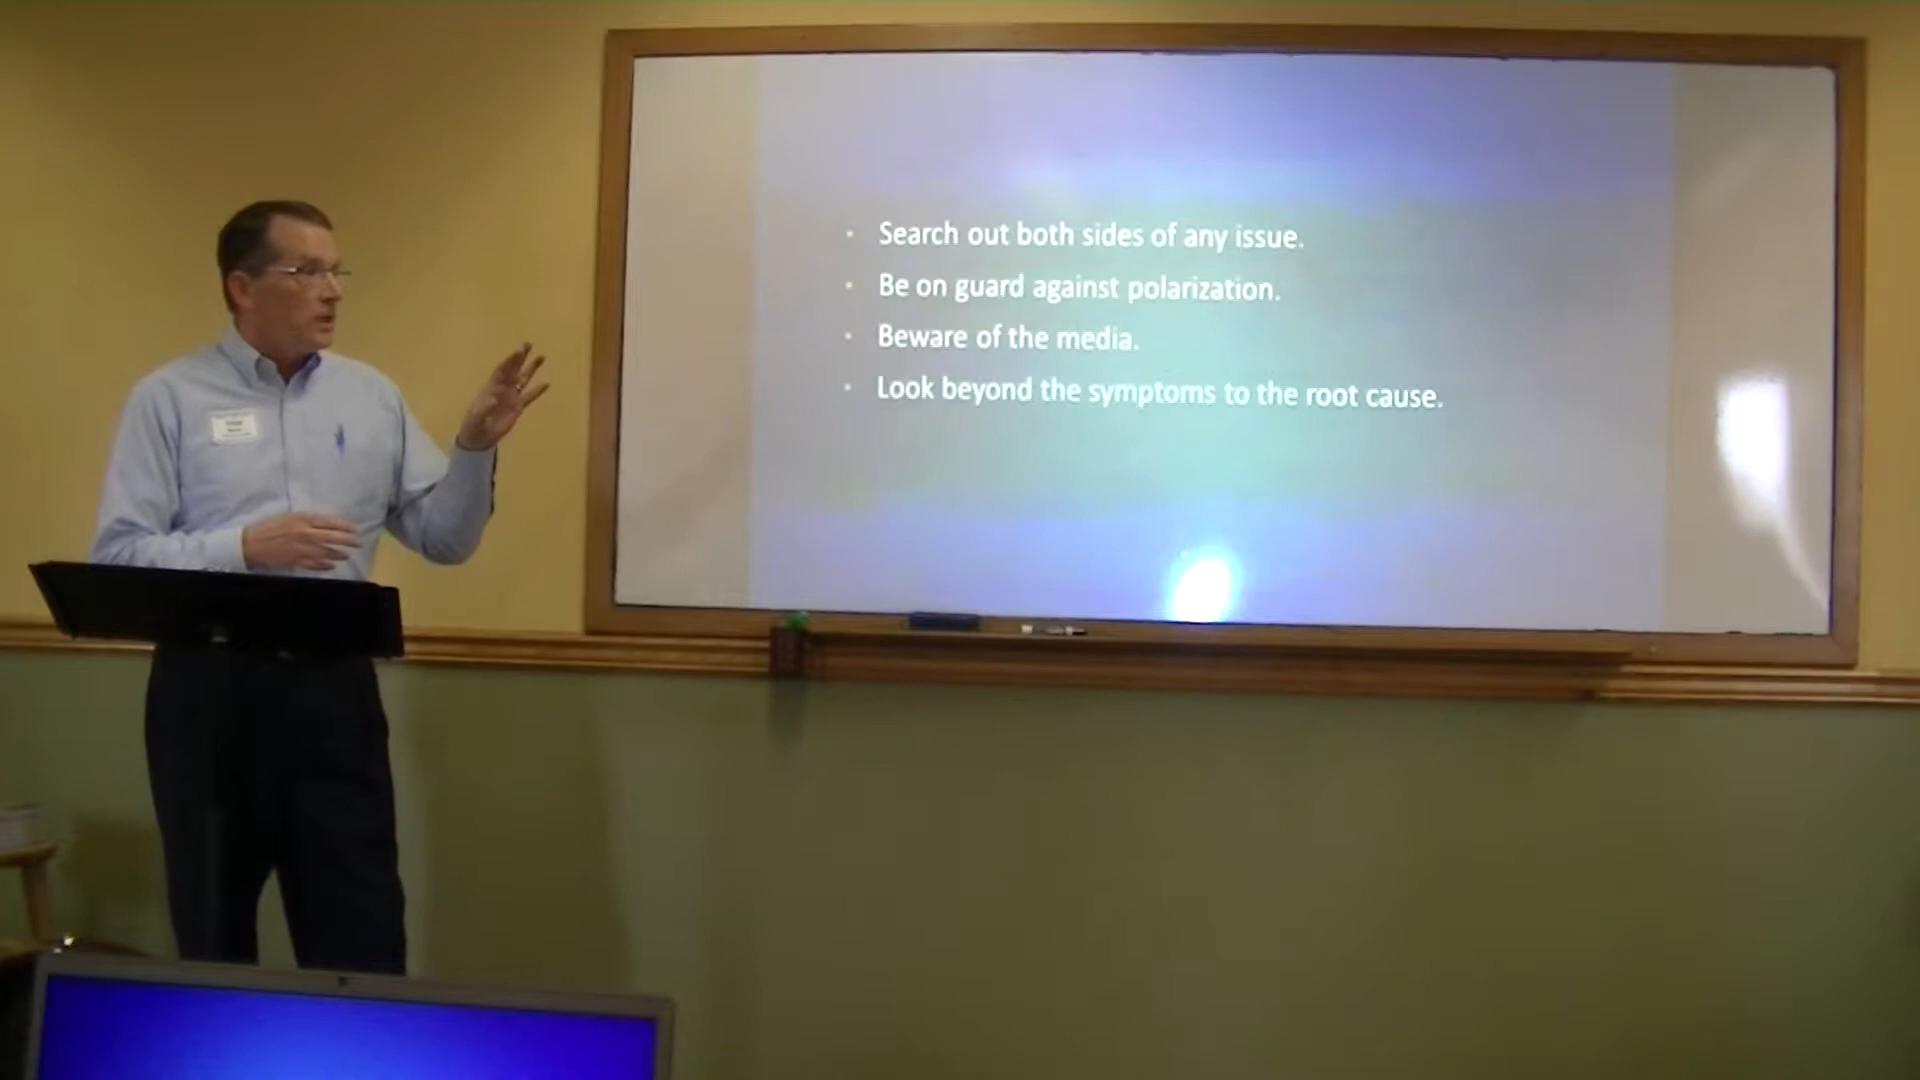 • Search out both sides of any issue.
• Be on guard against polarization.
• Beware of the media.
• Look beyond the symptoms to the root cause.